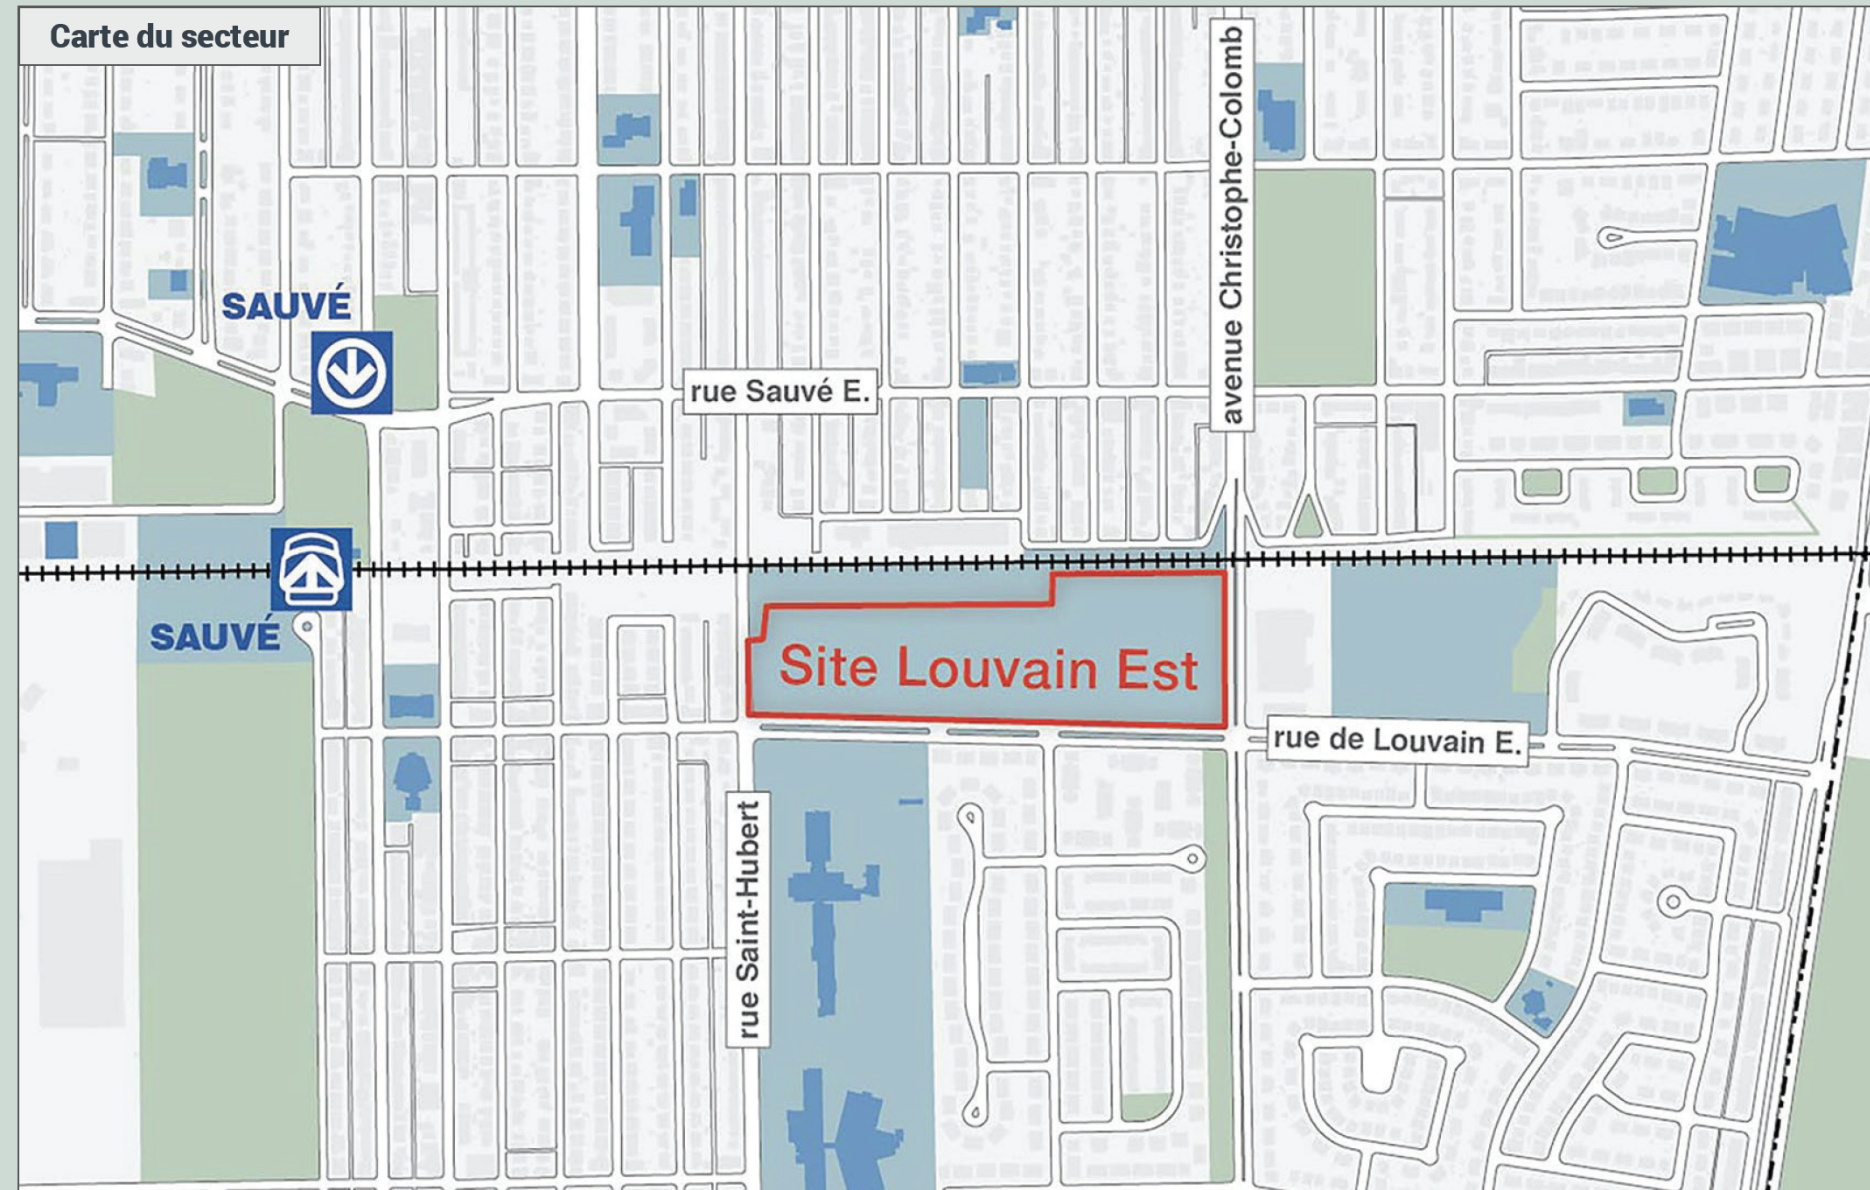 Carte du secteur
avenue Christophe-Colomb
SAUVÉ
rue Sauvé E.
SAUVÉ
Site Louvain Est
rue de Louvain E.
rue Saint-Hubert